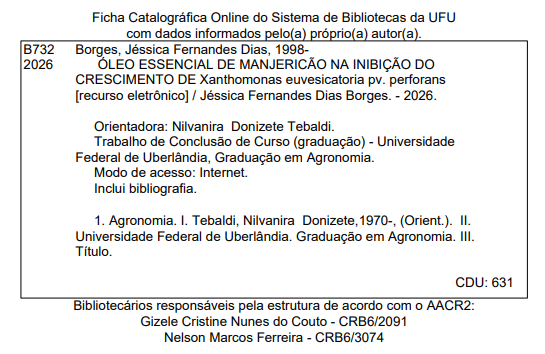 Ficha Catalográfica Online do Sistema de Bibliotecas da UFU
com dados informados pelo(a) próprio(a) autor(a).
B732 Borges, Jéssica Fernandes Dias, 1998-
2026 ÓLEO ESSENCIAL DE MANJERICÃO NA INIBIÇÃO DO
CRESCIMENTO DE Xanthomonas euvesicatoria pv. perforans
[recurso eletrônico] / Jéssica Fernandes Dias Borges. - 2026.
Orientadora: Nilvanira Donizete Tebaldi.
Trabalho de Conclusão de Curso (graduação) - Universidade
Federal de Uberlândia, Graduação em Agronomia.
Modo de acesso: Internet.
Inclui bibliografia.
1. Agronomia. I. Tebaldi, Nilvanira Donizete,1970-, (Orient.). II.
Universidade Federal de Uberlândia. Graduação em Agronomia. III.
Título.
CDU: 631
Bibliotecários responsáveis pela estrutura de acordo com o AACR2:
Gizele Cristine Nunes do Couto - CRB6/2091
Nelson Marcos Ferreira - CRB6/3074